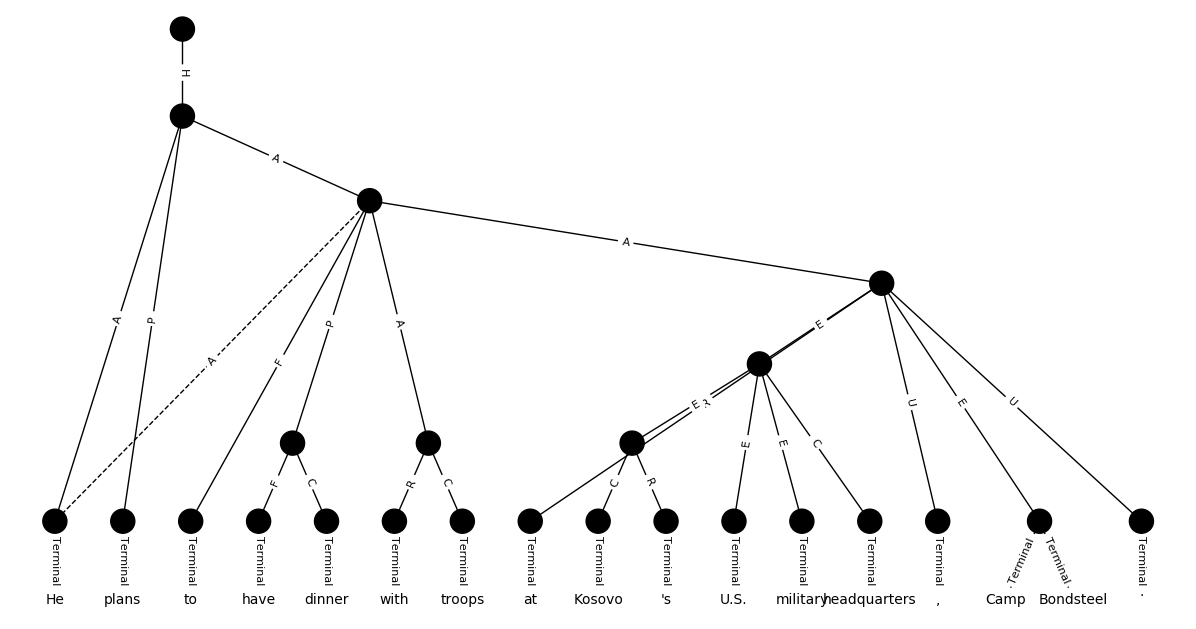 H
A
A
A P
E
A F P A
E R
U E U
E E C
F C R C C R
Terminal Terminal Terminal Terminal Terminal Terminal Terminal Terminal Terminal Terminal Terminal Terminal Terminal Terminal Terminal Terminal Terminal
He plans to have dinner with troops at Kosovo 's U.S. military headquarters , Camp Bondsteel .